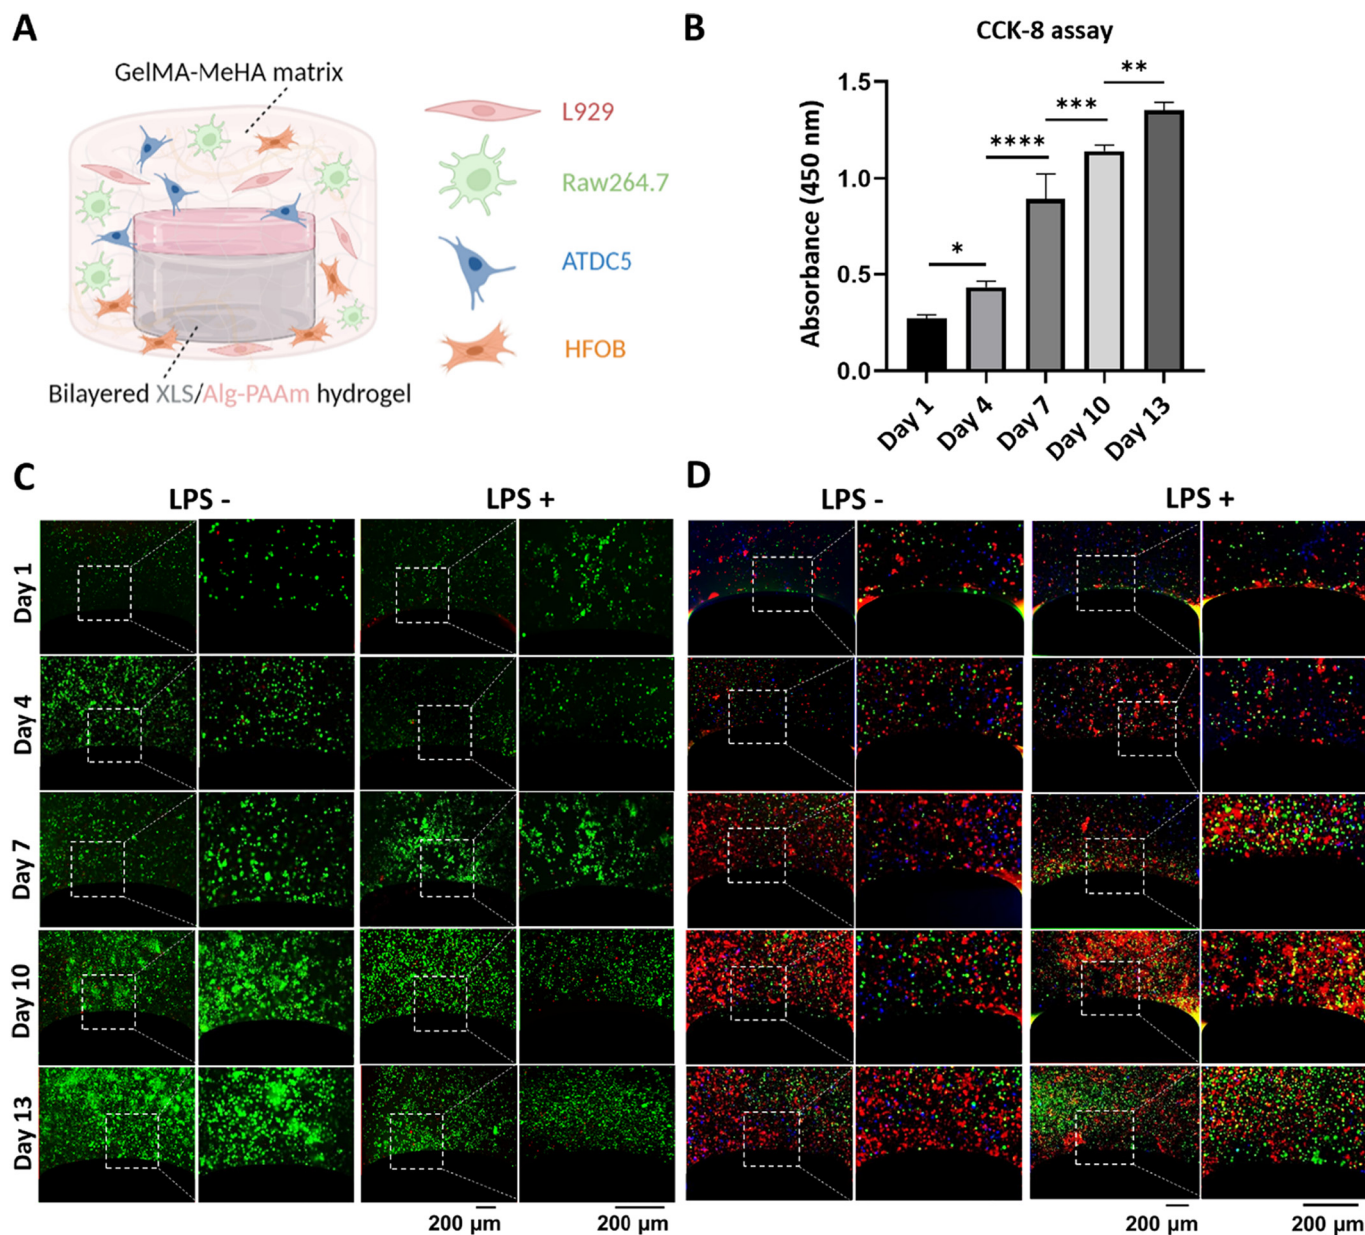 A
GelMA-MeHA matrix
L929
Raw264.7
ATDC5
HFOB
Bilayered XLS/Alg-PAAm hydrogel
B
CCK-8 assay
Absorbance (450 nm)
1.5
1.0
0.5
0.0
*
****
***
**
Day 1
Day 4
Day 7
Day 10
Day 13
C
LPS -
LPS +
Day 1
Day 4
Day 7
Day 10
Day 13
200 µm
200 µm
D
LPS -
LPS +
200 µm
200 µm